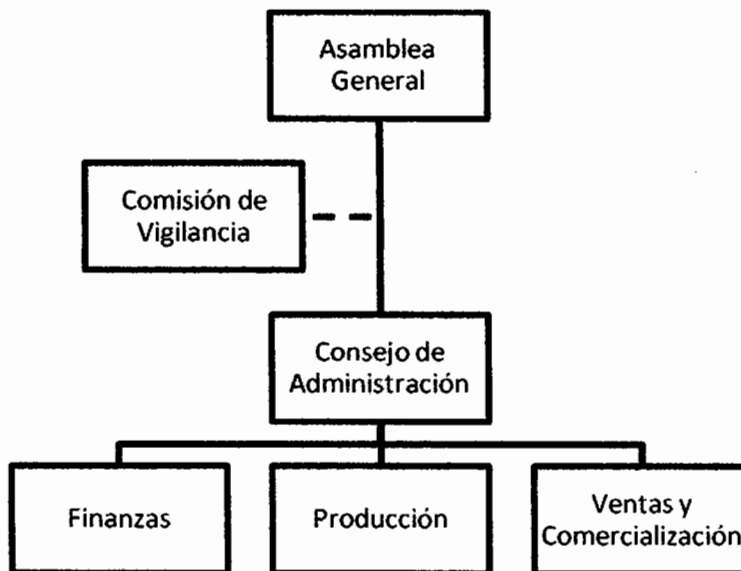 Asamblea
General
Comisión de
Vigilancia
Consejo de
Administración
Finanzas
Producción
Ventas y
Comercialización